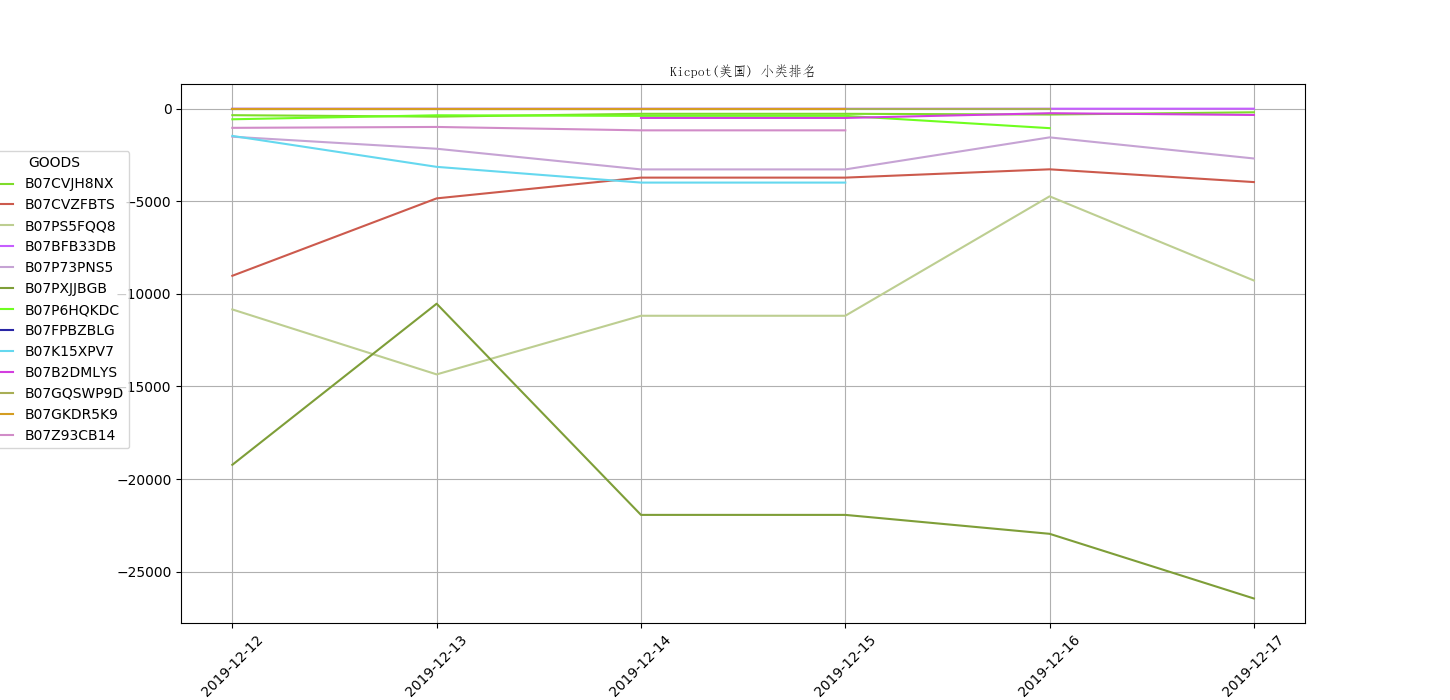 Kicpot(美国) 小类排名
0
−5000
−10000
−15000
−20000
−25000
GOODS
B07CVJH8NX
B07CVZFBTS
B07PS5FQQ8
B07BFB33DB
B07P73PNS5
B07PXJJBGB
B07P6HQKDC
B07FPBZBLG
B07K15XPV7
B07B2DMLYS
B07GQSWP9D
B07GKDR5K9
B07Z93CB14
2019-12-12
2019-12-13
2019-12-14
2019-12-15
2019-12-16
2019-12-17